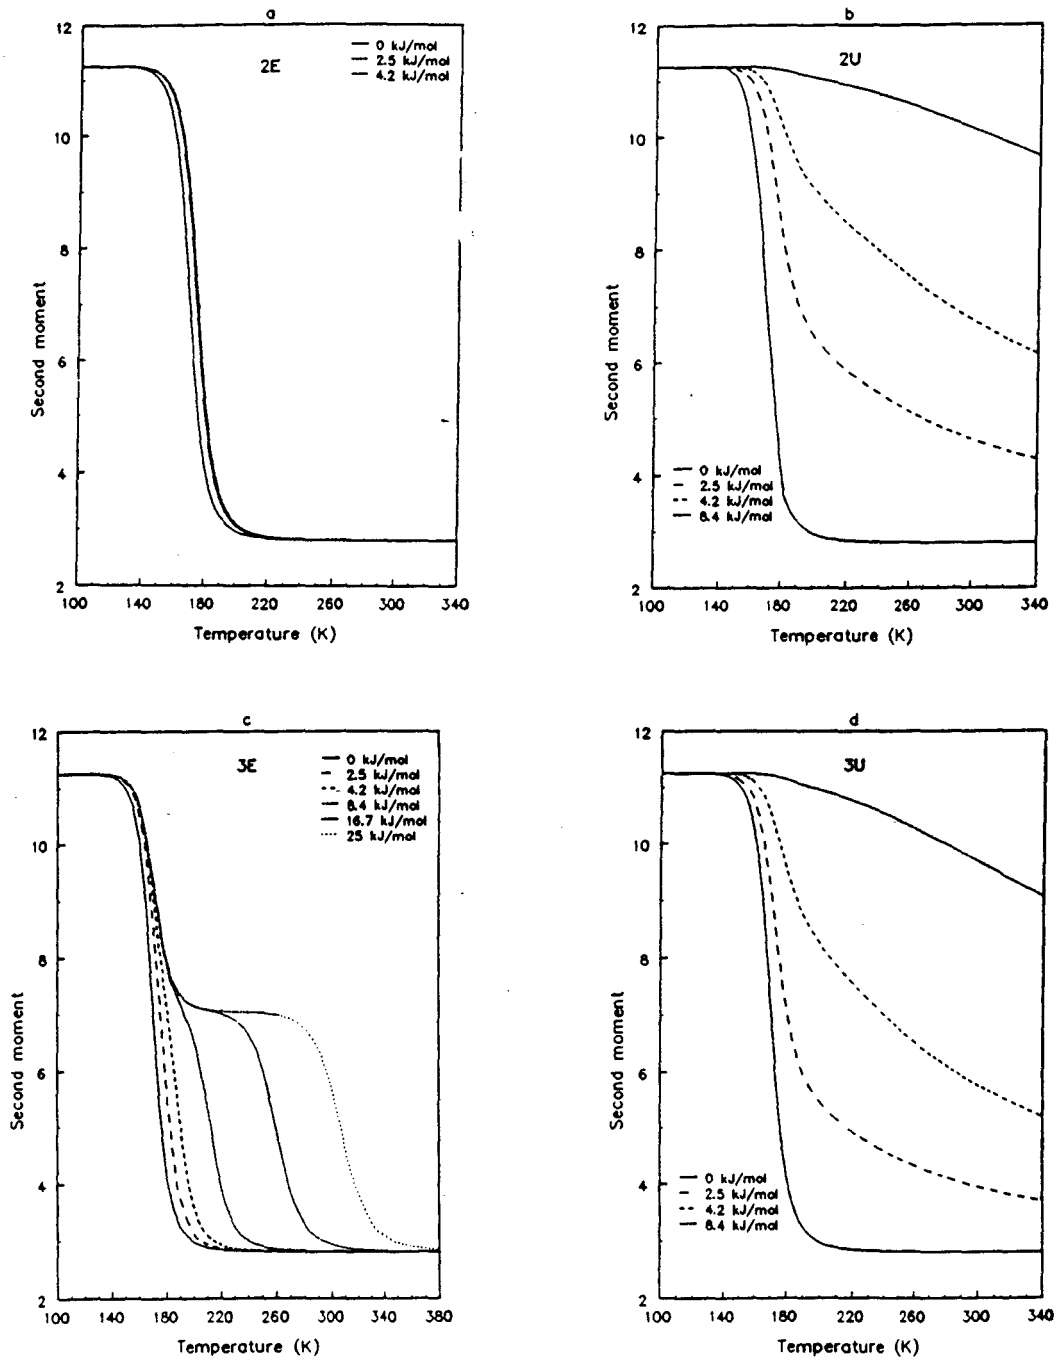 a
2E
0 kJ/mol
2.5 kJ/mol
4.2 kJ/mol
12
10
8
6
4
2
Second moment
100 140 180 220 260 300 340
Temperature (K)
b
2U
12
10
8
6
4
2
Second moment
0 kJ/mol
2.5 kJ/mol
4.2 kJ/mol
8.4 kJ/mol
100 140 180 220 260 300 340
Temperature (K)
c
3E
0 kJ/mol
2.5 kJ/mol
4.2 kJ/mol
8.4 kJ/mol
16.7 kJ/mol
25 kJ/mol
12
10
8
6
4
2
Second moment
100 140 180 220 260 300 340 380
Temperature (K)
d
3U
12
10
8
6
4
2
Second moment
0 kJ/mol
2.5 kJ/mol
4.2 kJ/mol
8.4 kJ/mol
100 140 180 220 260 300 340
Temperature (K)